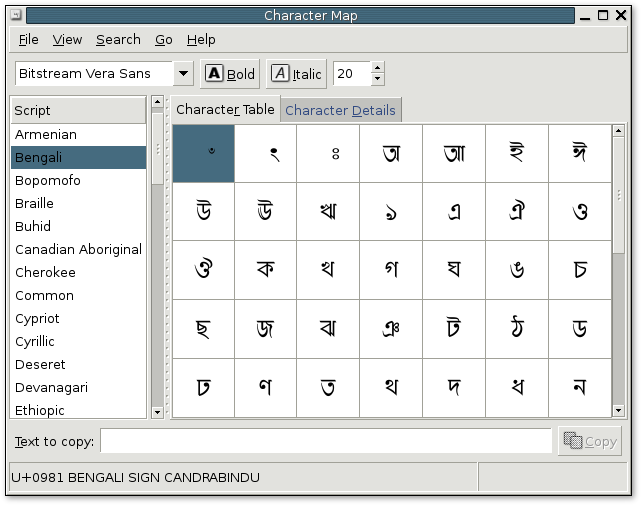 Character Map
File View Search Go Help
Bitstream Vera Sans Bold Italic 20
Script
Armenian
Bengali
Bopomofo
Braille
Buhid
Canadian Aboriginal
Cherokee
Common
Cypriot
Cyrillic
Deseret
Devanagari
Ethiopic
Character Table Character Details
ঁ ং ঃ অ আ ই ঈ
উ ঊ ঋ ঌ এ ঐ ও
ঔ ক খ গ ঘ ঙ চ
ছ জ ঝ ঞ ট ঠ ড
ঢ ণ ত থ দ ধ ন
Text to copy: Copy
U+0981 BENGALI SIGN CANDRABINDU